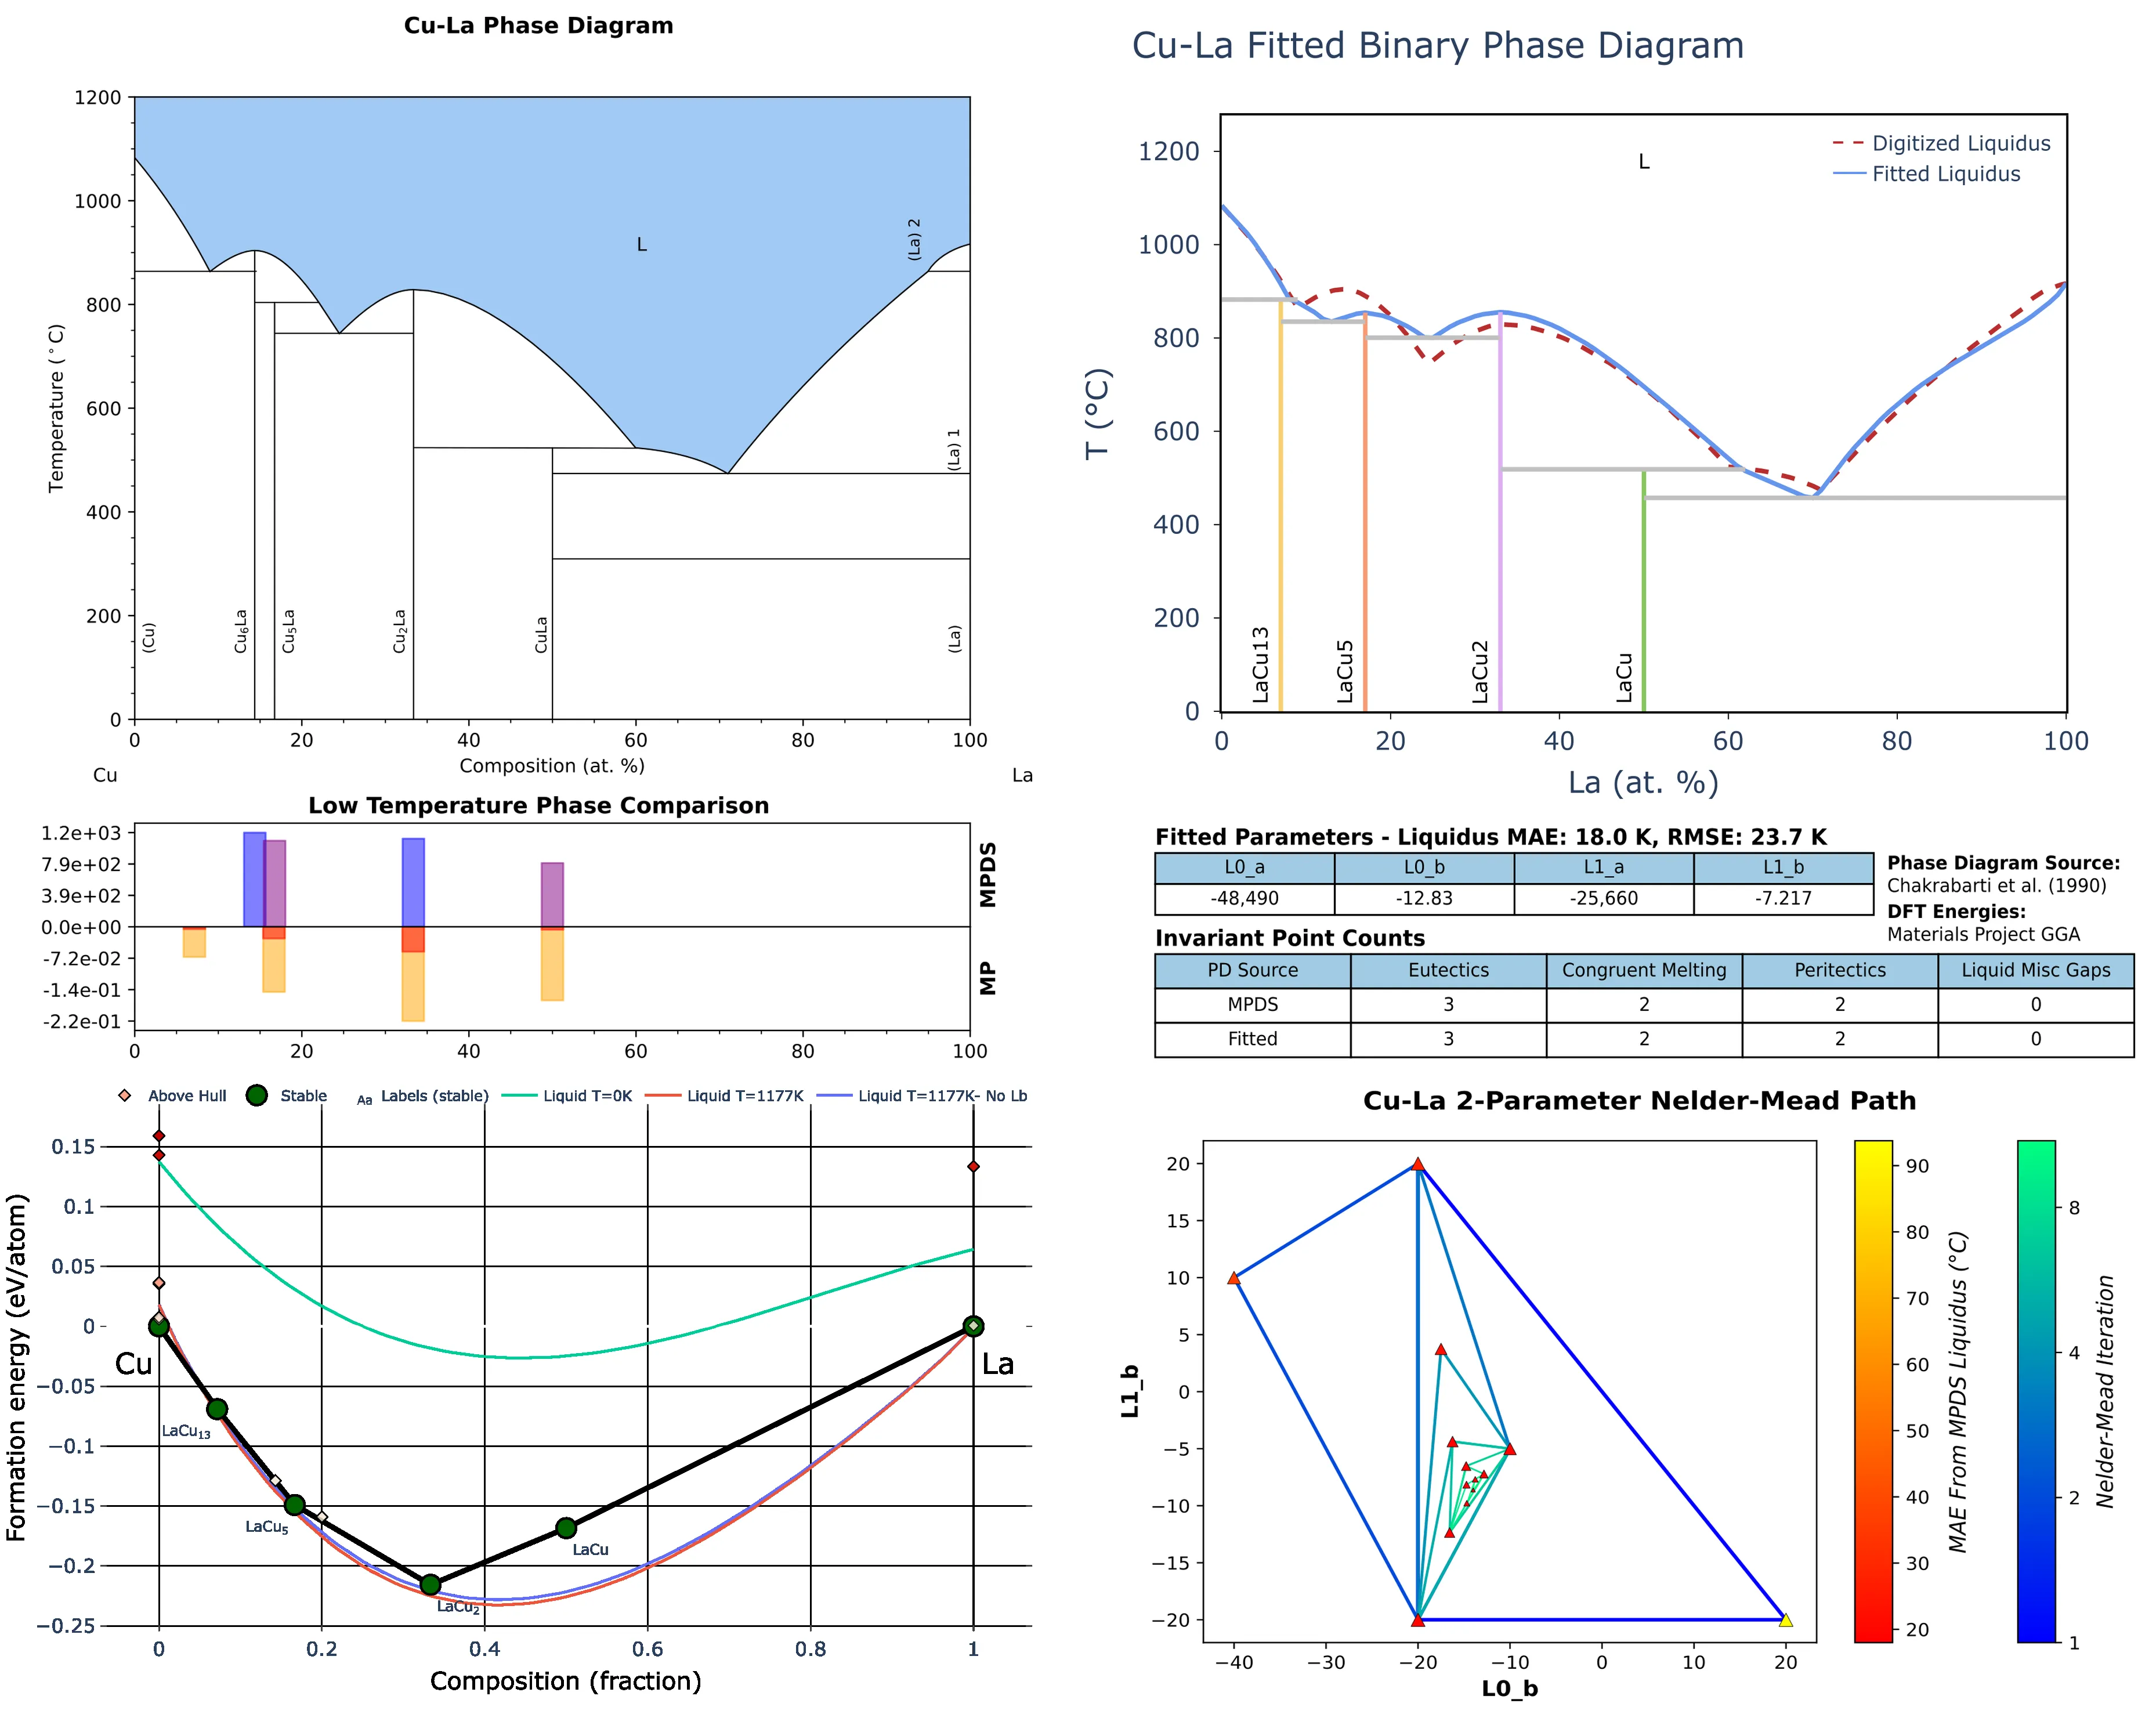 Cu-La Phase Diagram
1200
1000
800
600
400
200
0
Temperature (°C)
L
(La) 2
(La) 1
(Cu)
Cu6La
Cu5La
Cu2La
CuLa
(La)
0 20 40 60 80 100
Composition (at. %)
Cu La
Cu-La Fitted Binary Phase Diagram
1200
1000
800
600
400
200
0
T (°C)
L
Digitized Liquidus
Fitted Liquidus
LaCu13
LaCu5
LaCu2
LaCu
0 20 40 60 80 100
La (at. %)
Low Temperature Phase Comparison
1.2e+03
7.9e+02
3.9e+02
0.0e+00
-7.2e-02
-1.4e-01
-2.2e-01
MPDS
MP
0 20 40 60 80 100
Fitted Parameters - Liquidus MAE: 18.0 K, RMSE: 23.7 K
L0_a L0_b L1_a L1_b
-48,490 -12.83 -25,660 -7.217
Phase Diagram Source:
Chakrabarti et al. (1990)
DFT Energies:
Materials Project GGA
Invariant Point Counts
PD Source Eutectics Congruent Melting Peritectics Liquid Misc Gaps
MPDS 3 2 2 0
Fitted 3 2 2 0
Above Hull Stable Aa Labels (stable) Liquid T=0K Liquid T=1177K Liquid T=1177K- No Lb
0.15
0.1
0.05
0
−0.05
−0.1
−0.15
−0.2
−0.25
Formation energy (eV/atom)
Cu
La
LaCu13
LaCu5
LaCu
LaCu2
0 0.2 0.4 0.6 0.8 1
Composition (fraction)
Cu-La 2-Parameter Nelder-Mead Path
20
15
10
5
0
−5
−10
−15
−20
L1_b
−40 −30 −20 −10 0 10 20
L0_b
90
80
70
60
50
40
30
20
MAE From MPDS Liquidus (°C)
8
4
2
1
Nelder-Mead Iteration